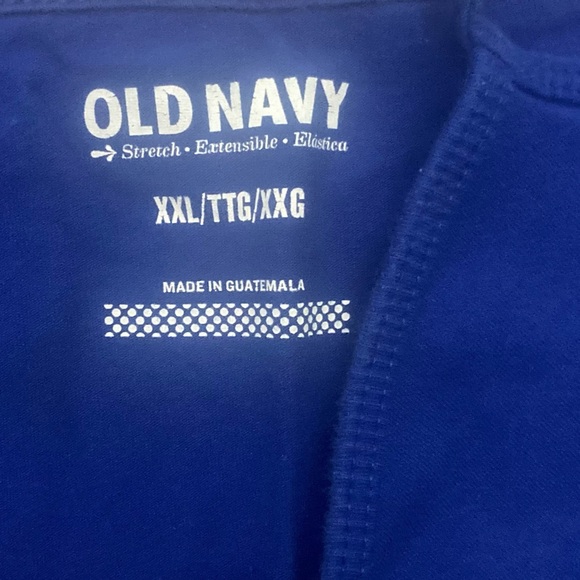 OLD NAVY
Stretch • Extensible • Elástica
XXL/TTG/XXG
MADE IN GUATEMALA